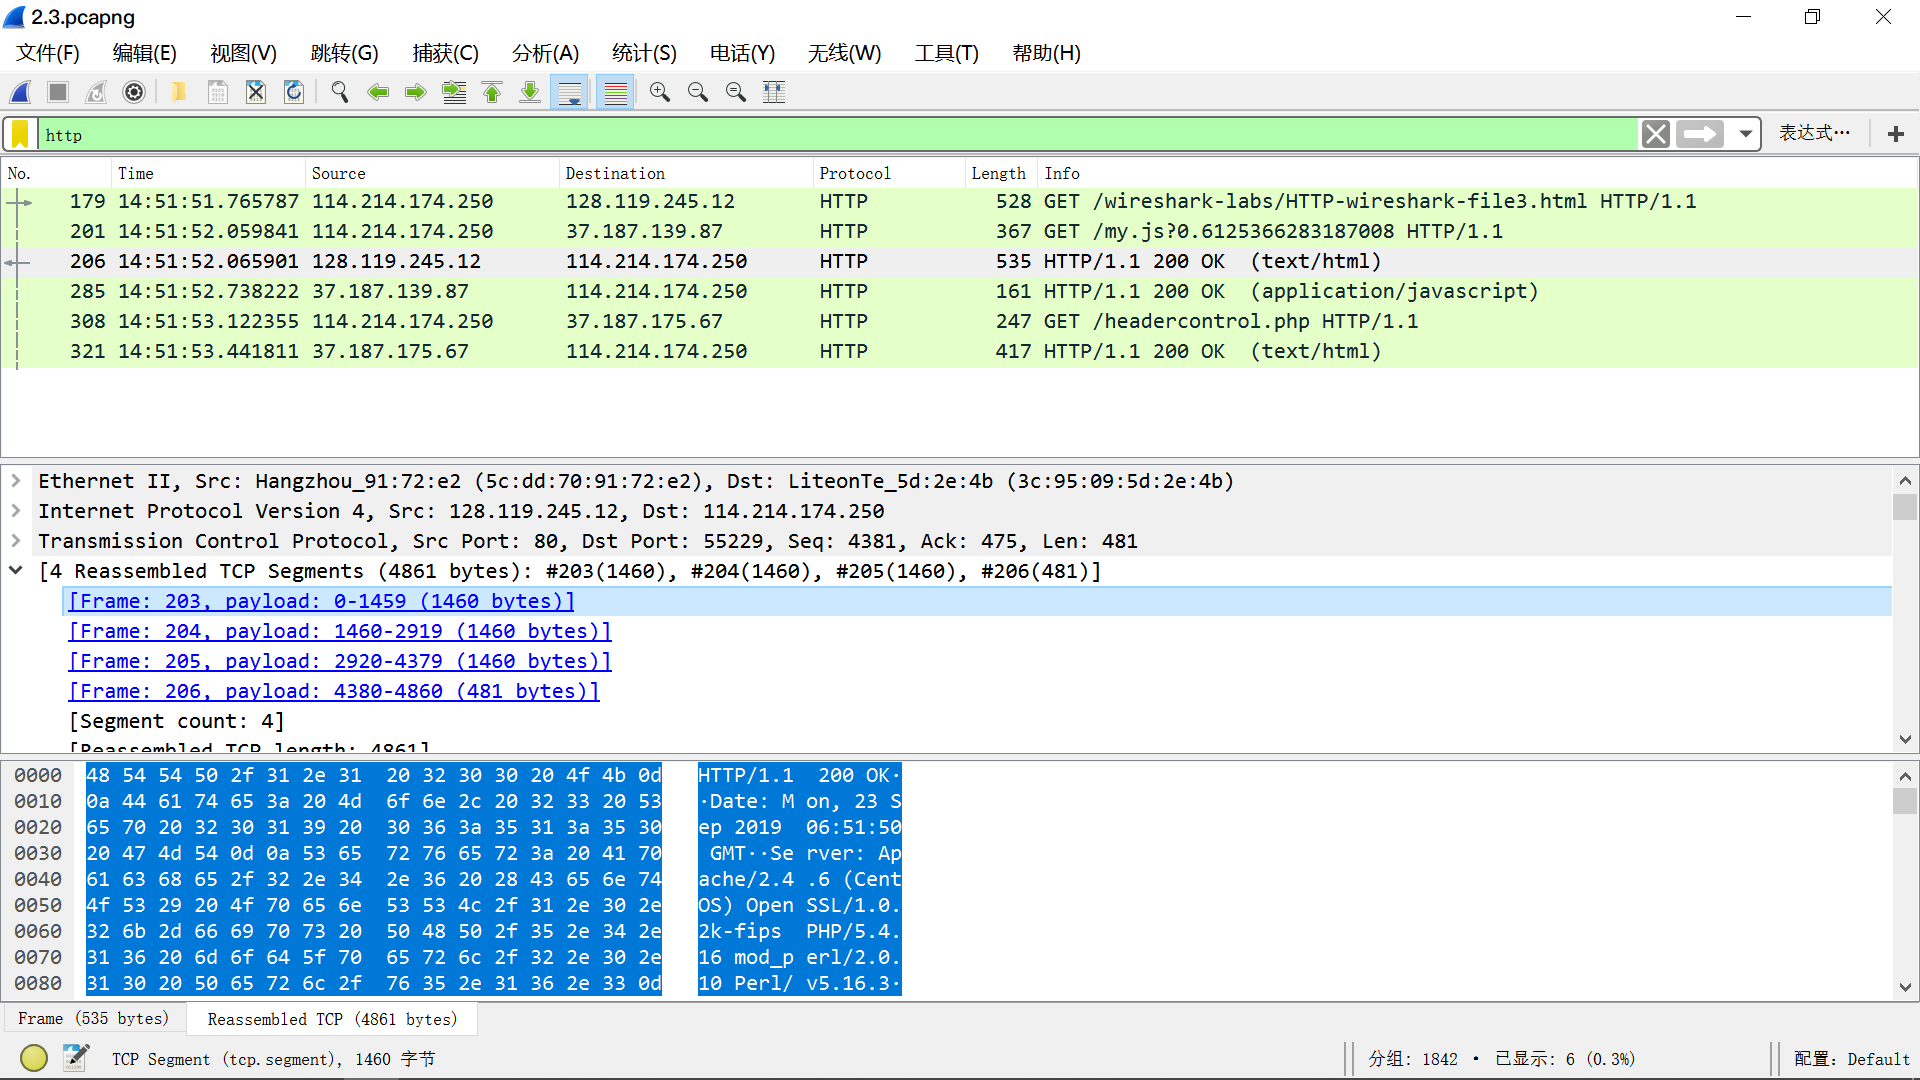 2.3.pcapng
文件(F) 编辑(E) 视图(V) 跳转(G) 捕获(C) 分析(A) 统计(S) 电话(Y) 无线(W) 工具(T) 帮助(H)
http 表达式…
No. Time Source Destination Protocol Length Info
179 14:51:51.765787 114.214.174.250 128.119.245.12 HTTP 528 GET /wireshark-labs/HTTP-wireshark-file3.html HTTP/1.1
201 14:51:52.059841 114.214.174.250 37.187.139.87 HTTP 367 GET /my.js?0.6125366283187008 HTTP/1.1
206 14:51:52.065901 128.119.245.12 114.214.174.250 HTTP 535 HTTP/1.1 200 OK  (text/html)
285 14:51:52.738222 37.187.139.87 114.214.174.250 HTTP 161 HTTP/1.1 200 OK  (application/javascript)
308 14:51:53.122355 114.214.174.250 37.187.175.67 HTTP 247 GET /headercontrol.php HTTP/1.1
321 14:51:53.441811 37.187.175.67 114.214.174.250 HTTP 417 HTTP/1.1 200 OK  (text/html)
Ethernet II, Src: Hangzhou_91:72:e2 (5c:dd:70:91:72:e2), Dst: LiteonTe_5d:2e:4b (3c:95:09:5d:2e:4b)
Internet Protocol Version 4, Src: 128.119.245.12, Dst: 114.214.174.250
Transmission Control Protocol, Src Port: 80, Dst Port: 55229, Seq: 4381, Ack: 475, Len: 481
[4 Reassembled TCP Segments (4861 bytes): #203(1460), #204(1460), #205(1460), #206(481)]
[Frame: 203, payload: 0-1459 (1460 bytes)]
[Frame: 204, payload: 1460-2919 (1460 bytes)]
[Frame: 205, payload: 2920-4379 (1460 bytes)]
[Frame: 206, payload: 4380-4860 (481 bytes)]
[Segment count: 4]
[Reassembled TCP length: 4861]
0000 48 54 54 50 2f 31 2e 31 20 32 30 30 20 4f 4b 0d HTTP/1.1 200 OK·
0010 0a 44 61 74 65 3a 20 4d 6f 6e 2c 20 32 33 20 53 ·Date: M on, 23 S
0020 65 70 20 32 30 31 39 20 30 36 3a 35 31 3a 35 30 ep 2019 06:51:50
0030 20 47 4d 54 0d 0a 53 65 72 76 65 72 3a 20 41 70 GMT··Se rver: Ap
0040 61 63 68 65 2f 32 2e 34 2e 36 20 28 43 65 6e 74 ache/2.4 .6 (Cent
0050 4f 53 29 20 4f 70 65 6e 53 53 4c 2f 31 2e 30 2e OS) Open SSL/1.0.
0060 32 6b 2d 66 69 70 73 20 50 48 50 2f 35 2e 34 2e 2k-fips PHP/5.4.
0070 31 36 20 6d 6f 64 5f 70 65 72 6c 2f 32 2e 30 2e 16 mod_p erl/2.0.
0080 31 30 20 50 65 72 6c 2f 76 35 2e 31 36 2e 33 0d 10 Perl/ v5.16.3·
Frame (535 bytes) Reassembled TCP (4861 bytes)
TCP Segment (tcp.segment), 1460 字节 分组: 1842 · 已显示: 6 (0.3%) 配置: Default